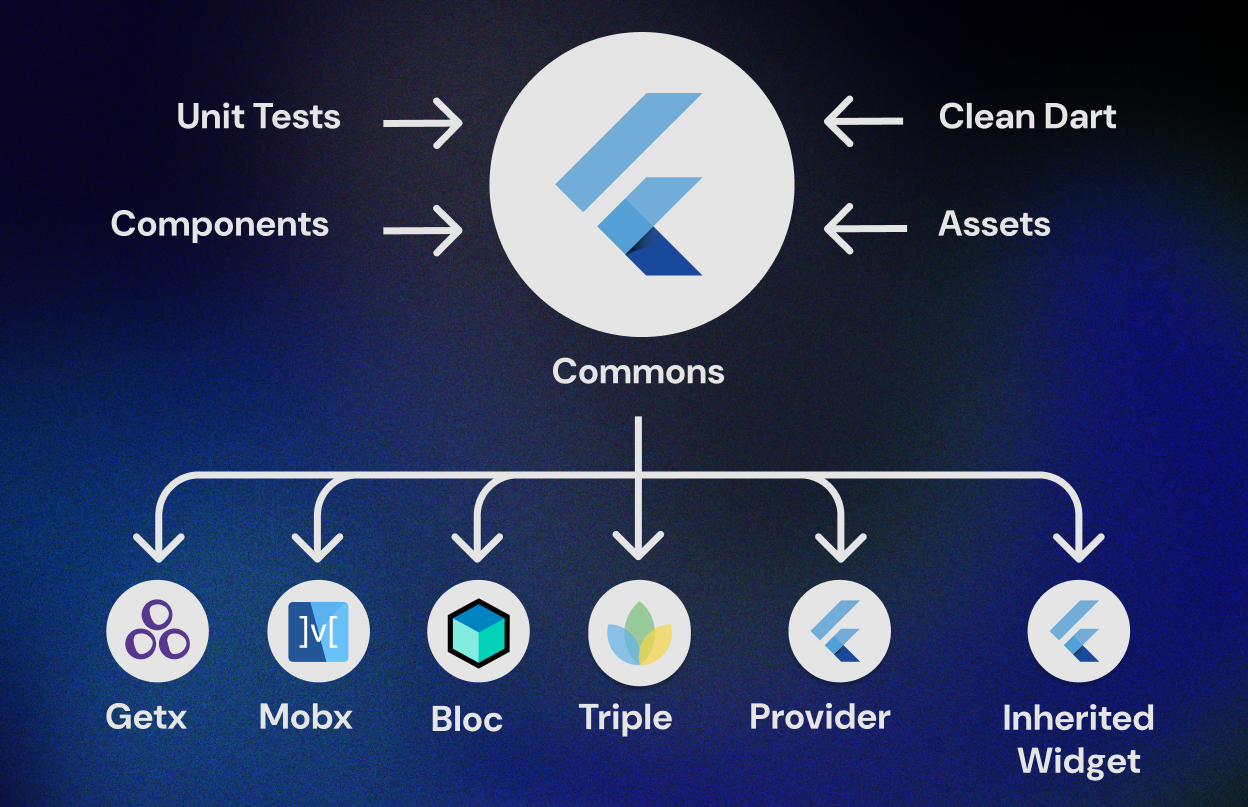 Unit Tests
Clean Dart
Components
Assets
Commons
]v[
Getx
Mobx
Bloc
Triple
Provider
Inherited
Widget